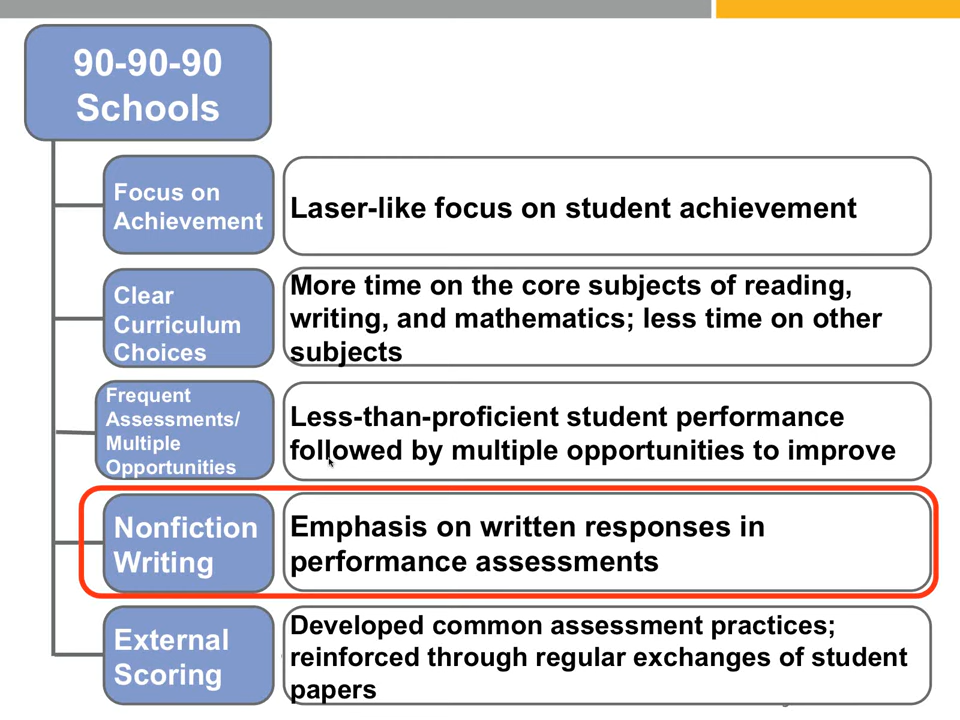 90-90-90
Schools
Focus on
Achievement
Laser-like focus on student achievement
Clear
Curriculum
Choices
More time on the core subjects of reading,
writing, and mathematics; less time on other
subjects
Frequent
Assessments/
Multiple
Opportunities
Less-than-proficient student performance
followed by multiple opportunities to improve
Nonfiction
Writing
Emphasis on written responses in
performance assessments
External
Scoring
Developed common assessment practices;
reinforced through regular exchanges of student
papers